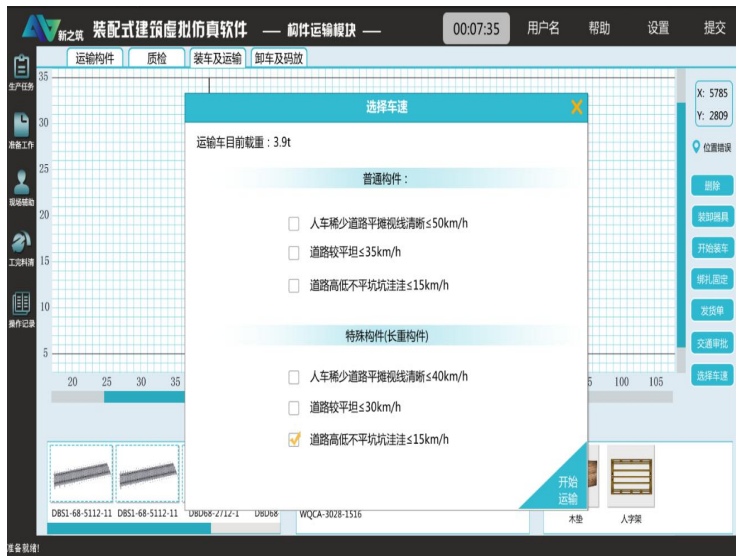 新之筑 装配式建筑虚拟仿真软件 — 构件运输模块 —
00:07:35
用户名
帮助
设置
提交
运输构件
质检
装车及运输
卸车及码放
生产任务
准备工作
现场辅助
工完料清
操作记录
35
30
25
20
15
10
5
20
25
30
35
5
100
105
X: 5785
Y: 2809
位置错误
删除
装卸器具
开始装车
绑扎固定
发货单
交通审批
选择车速
选择车速
运输车目前载重：3.9t
普通构件：
人车稀少道路平摊视线清晰≤50km/h
道路较平坦≤35km/h
道路高低不平坑坑洼洼≤15km/h
特殊构件(长重构件)
人车稀少道路平摊视线清晰≤40km/h
道路较平坦≤30km/h
道路高低不平坑坑洼洼≤15km/h
开始
运输
DBS1-68-5112-11
DBS1-68-5112-11
DBD68-2712-1
DBD68
WQCA-3028-1516
木垫
人字架
准备就绪!